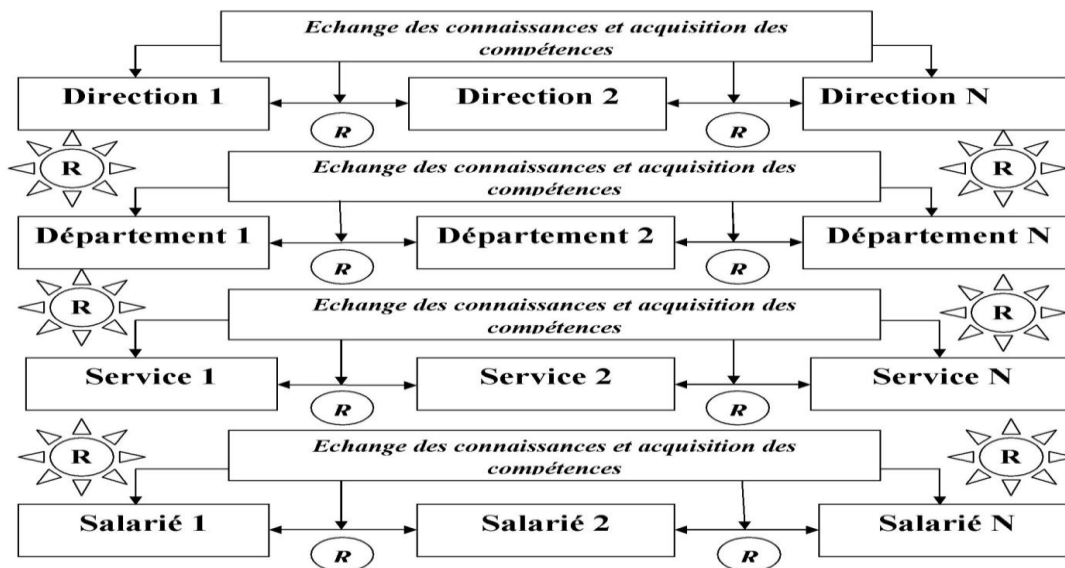 Echange des connaissances et acquisition des
compétences
Direction 1 Direction 2 Direction N
R R
R R
Echange des connaissances et acquisition des
compétences
Département 1 Département 2 Département N
R R
R R
Echange des connaissances et acquisition des
compétences
Service 1 Service 2 Service N
R R
R R
Echange des connaissances et acquisition des
compétences
Salarié 1 Salarié 2 Salarié N
R R